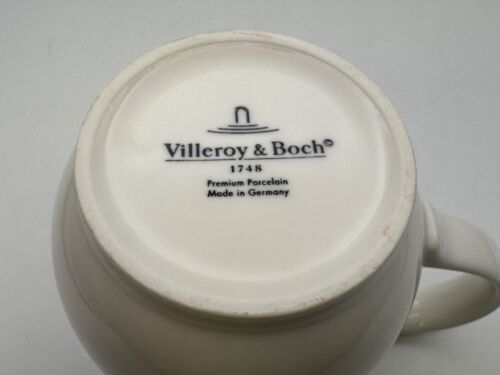 Villeroy & Boch©
1748
Premium Porcelain
Made in Germany